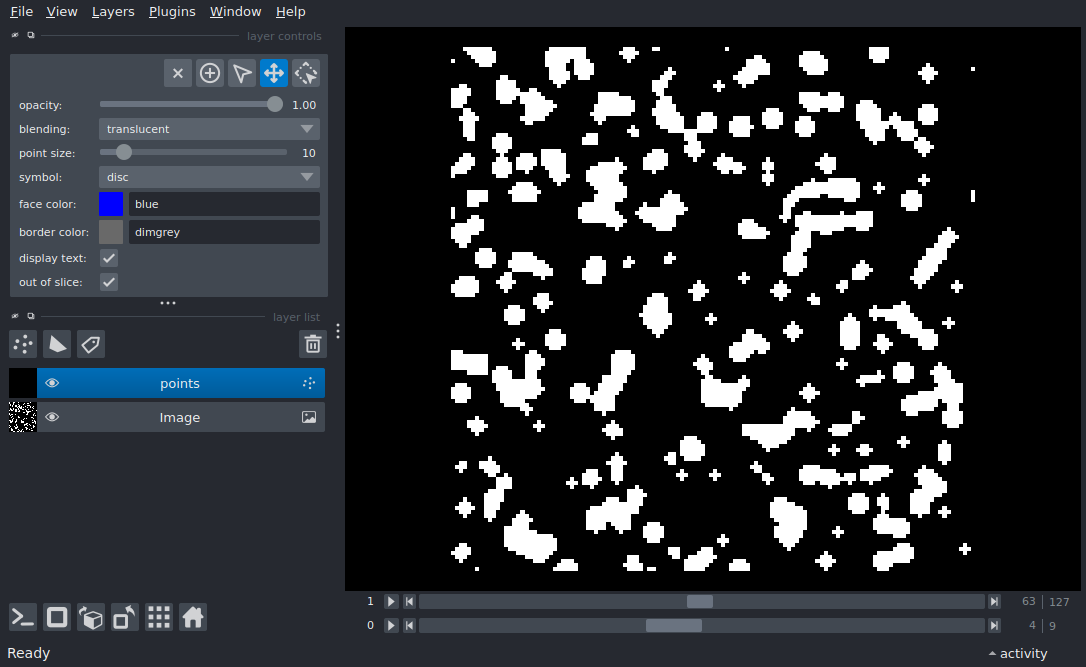 File View Layers Plugins Window Help
layer controls
opacity: 1.00
blending: translucent
point size: 10
symbol: disc
face color: blue
border color: dimgrey
display text:
out of slice:
layer list
points
Image
1 63 127
0 4 9
Ready activity